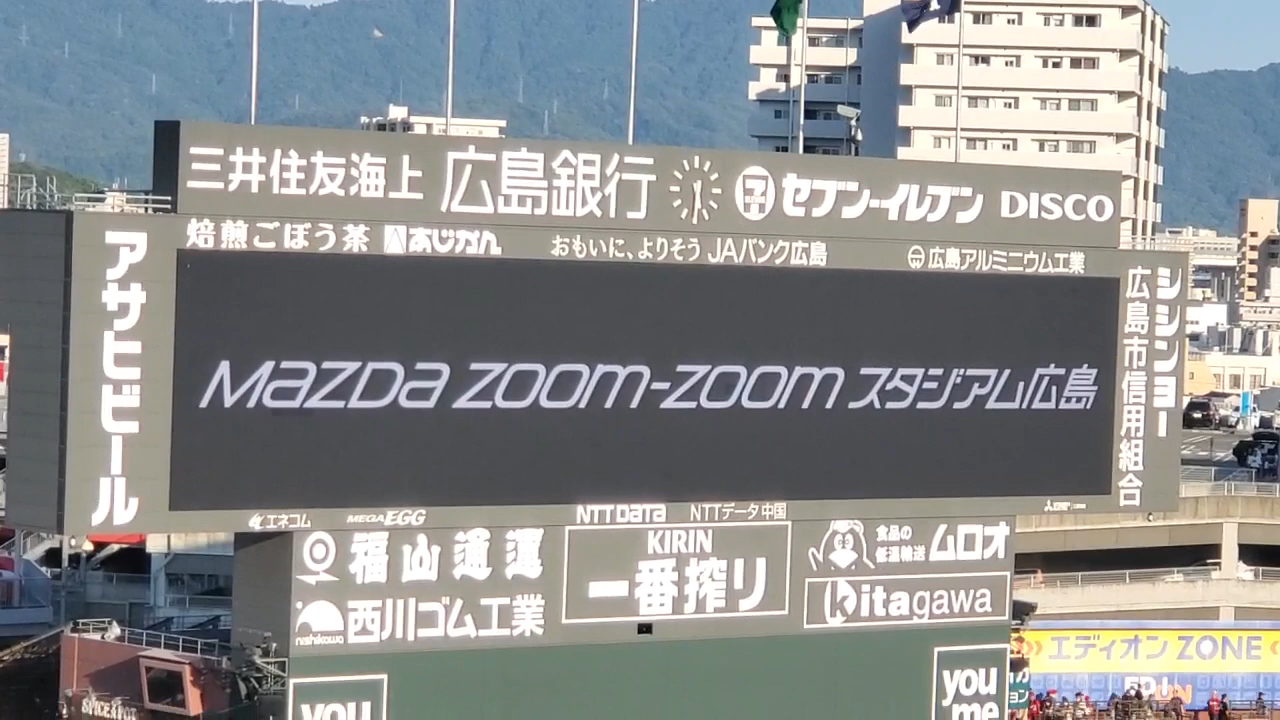 三井住友海上 広島銀行 セブン-イレブン DISCO
焙煎ごぼう茶 あじかん おもいに、よりそう JAバンク広島 広島アルミニウム工業
アサヒビール
MAZDA ZOOM-ZOOM スタジアム広島
シシンヨー
広島市信用組合
エネコム MEGA EGG NTT DATA NTTデータ中国
福山通運
KIRIN
一番搾り
食品の
低温輸送 ムロオ
nishikawa 西川ゴム工業
kitagawa
エディオン ZONE
you
you
me
SPICE & POT